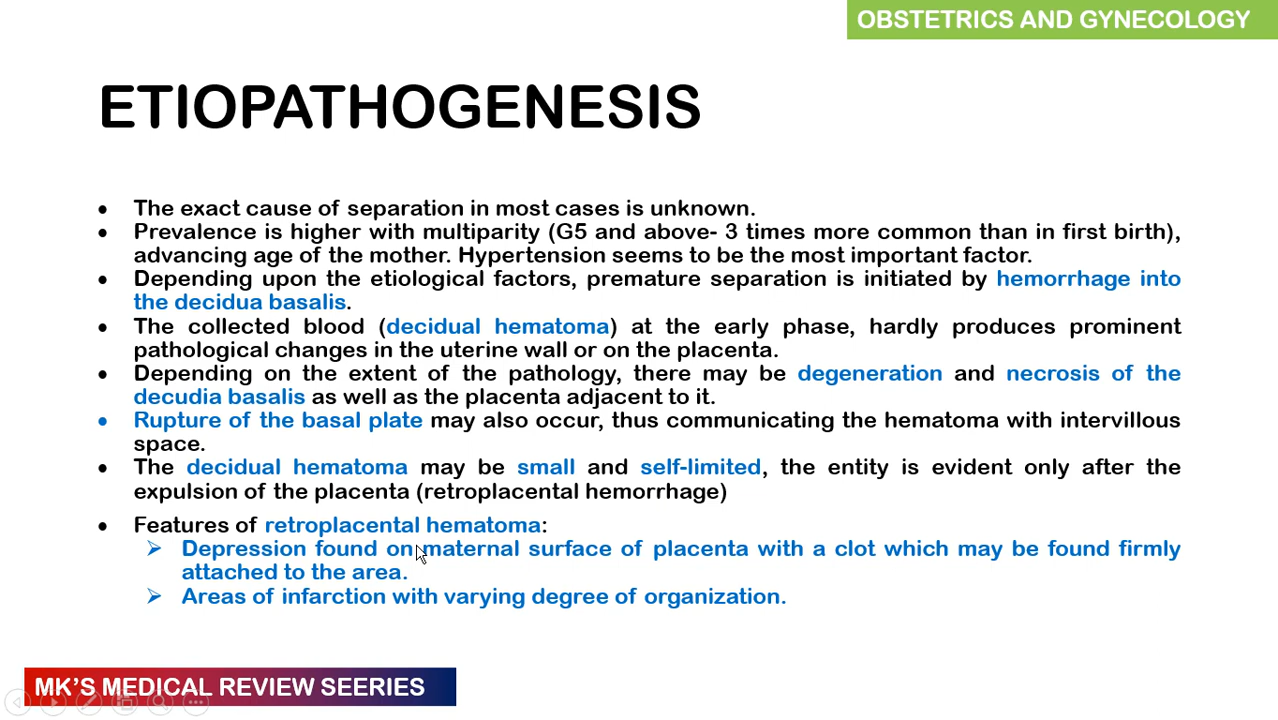 OBSTETRICS AND GYNECOLOGY
ETIOPATHOGENESIS
• The exact cause of separation in most cases is unknown.
• Prevalence is higher with multiparity (G5 and above- 3 times more common than in first birth),
advancing age of the mother. Hypertension seems to be the most important factor.
• Depending upon the etiological factors, premature separation is initiated by hemorrhage into
the decidua basalis.
• The collected blood (decidual hematoma) at the early phase, hardly produces prominent
pathological changes in the uterine wall or on the placenta.
• Depending on the extent of the pathology, there may be degeneration and necrosis of the
decudia basalis as well as the placenta adjacent to it.
• Rupture of the basal plate may also occur, thus communicating the hematoma with intervillous
space.
• The decidual hematoma may be small and self-limited, the entity is evident only after the
expulsion of the placenta (retroplacental hemorrhage)
• Features of retroplacental hematoma:
➢ Depression found on maternal surface of placenta with a clot which may be found firmly
attached to the area.
➢ Areas of infarction with varying degree of organization.
MK'S MEDICAL REVIEW SEERIES